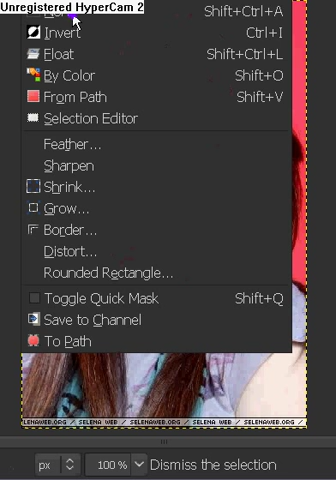 Unregistered HyperCam 2
Shift+Ctrl+A
Invert Ctrl+I
Float Shift+Ctrl+L
By Color Shift+O
From Path Shift+V
Selection Editor
Feather...
Sharpen
Shrink...
Grow...
Border...
Distort...
Rounded Rectangle...
Toggle Quick Mask Shift+Q
Save to Channel
To Path
LENAWEB.ORG / SELENA WEB / SELENAWEB.ORG / SELENA WEB / SELENAWEB.ORG
px 100 % Dismiss the selection